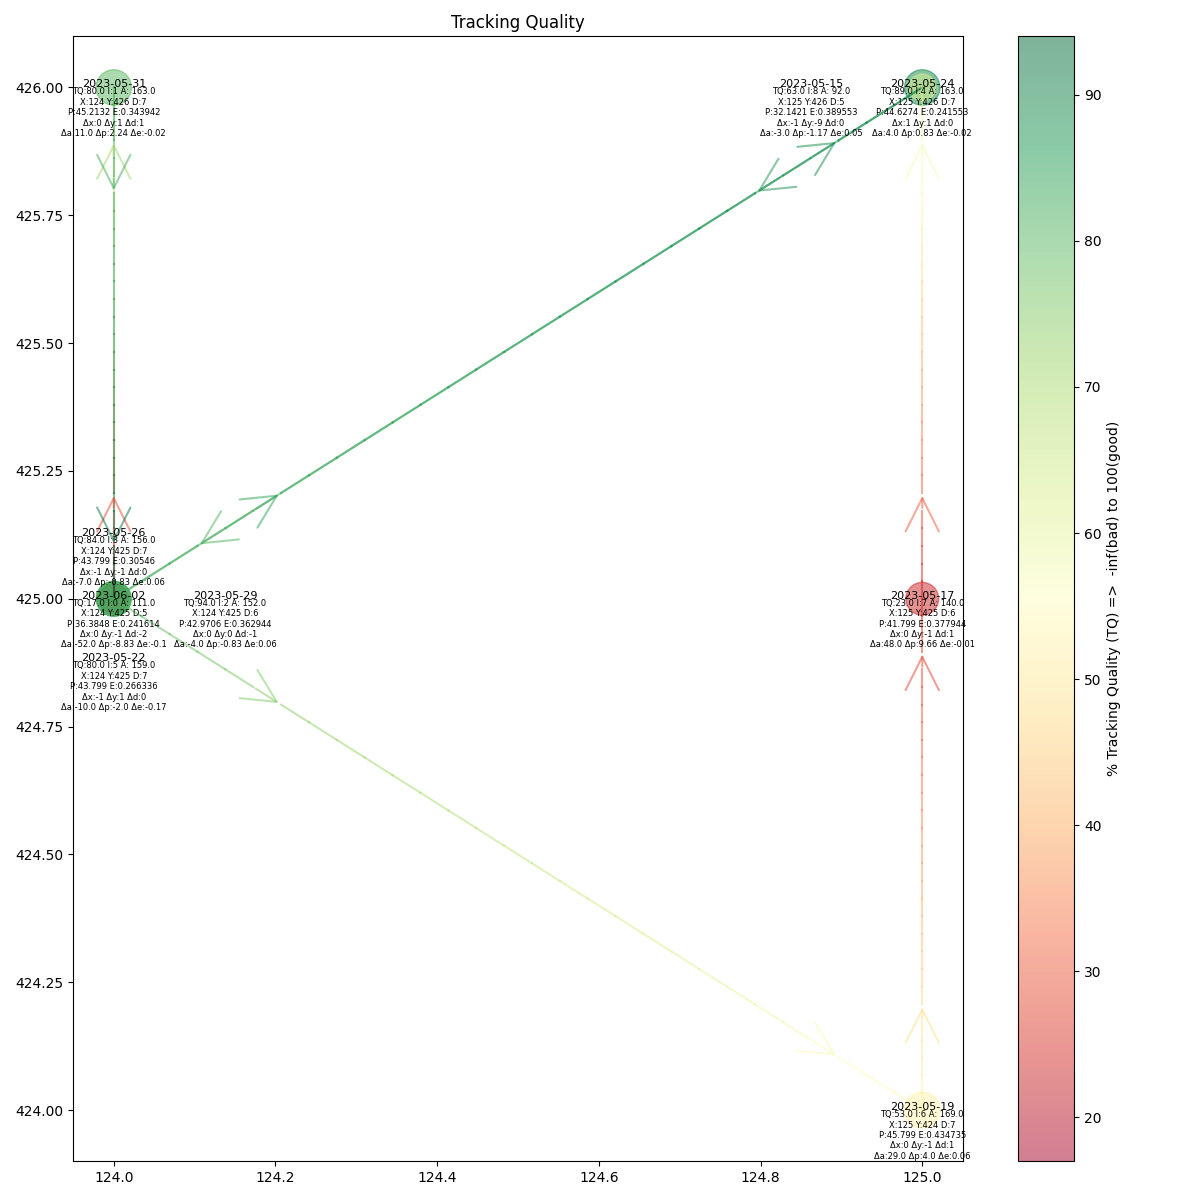 Tracking Quality
2023-05-31
TQ:80.0 I:1 A: 163.0
X:124 Y:426 D:7
P:45.2132 E:0.343942
Δx:0 Δy:1 Δd:1
Δa:11.0 Δp:2.24 Δe:-0.02
2023-05-15
TQ:63.0 I:8 A: 92.0
X:125 Y:426 D:5
P:32.1421 E:0.389553
Δx:-1 Δy:-9 Δd:0
Δa:-3.0 Δp:-1.17 Δe:0.05
2023-05-24
TQ:89.0 I:4 A: 163.0
X:125 Y:426 D:7
P:44.6274 E:0.241553
Δx:1 Δy:1 Δd:0
Δa:4.0 Δp:0.83 Δe:-0.02
2023-05-26
TQ:84.0 I:3 A: 156.0
X:124 Y:425 D:7
P:43.799 E:0.30546
Δx:-1 Δy:-1 Δd:0
Δa:-7.0 Δp:-0.83 Δe:0.06
2023-06-02
TQ:17.0 I:0 A: 111.0
X:124 Y:425 D:5
P:36.3848 E:0.241614
Δx:0 Δy:-1 Δd:-2
Δa:-52.0 Δp:-8.83 Δe:-0.1
2023-05-29
TQ:94.0 I:2 A: 152.0
X:124 Y:425 D:6
P:42.9706 E:0.362944
Δx:0 Δy:0 Δd:-1
Δa:-4.0 Δp:-0.83 Δe:0.06
2023-05-22
TQ:80.0 I:5 A: 159.0
X:124 Y:425 D:7
P:43.799 E:0.266336
Δx:-1 Δy:1 Δd:0
Δa:-10.0 Δp:-2.0 Δe:-0.17
2023-05-17
TQ:23.0 I:7 A: 140.0
X:125 Y:425 D:6
P:41.799 E:0.377944
Δx:0 Δy:-1 Δd:1
Δa:48.0 Δp:9.66 Δe:-0.01
2023-05-19
TQ:53.0 I:6 A: 169.0
X:125 Y:424 D:7
P:45.799 E:0.434735
Δx:0 Δy:-1 Δd:1
Δa:29.0 Δp:4.0 Δe:0.06
426.00
425.75
425.50
425.25
425.00
424.75
424.50
424.25
424.00
124.0
124.2
124.4
124.6
124.8
125.0
90
80
70
60
50
40
30
20
% Tracking Quality (TQ) =>  -inf(bad) to 100(good)